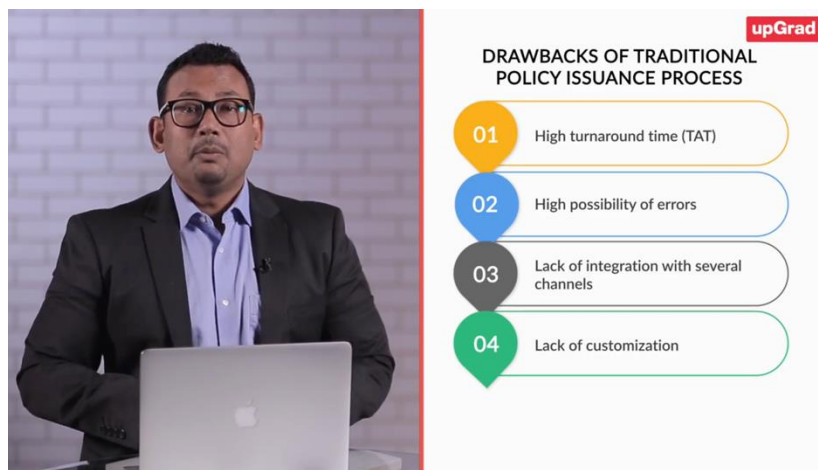 upGrad
DRAWBACKS OF TRADITIONAL
POLICY ISSUANCE PROCESS
01
High turnaround time (TAT)
02
High possibility of errors
03
Lack of integration with several
channels
04
Lack of customization